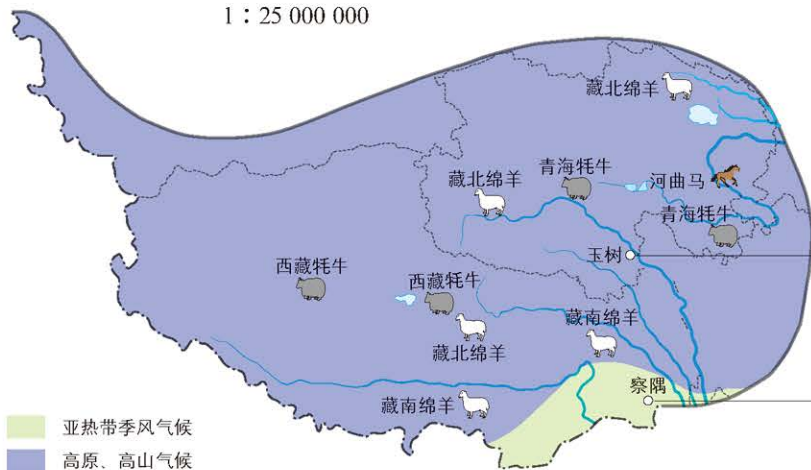 1：25 000 000
藏北绵羊
青海牦牛
河曲马
藏北绵羊
青海牦牛
玉树
西藏牦牛
西藏牦牛
藏南绵羊
藏北绵羊
察隅
藏南绵羊
亚热带季风气候
高原、高山气候